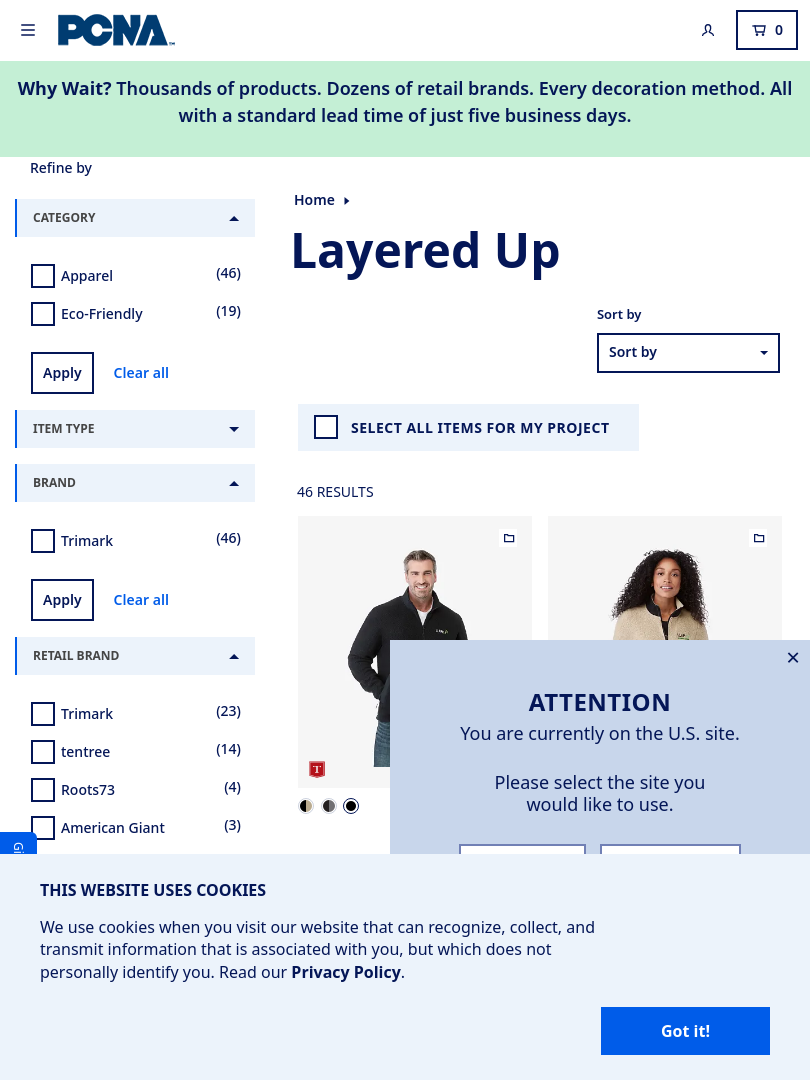 PCNA
0
Why Wait? Thousands of products. Dozens of retail brands. Every decoration method. All
with a standard lead time of just five business days.
Refine by
Home
CATEGORY
Layered Up
Apparel (46)
Eco-Friendly (19)
Sort by
Sort by
Apply Clear all
ITEM TYPE
SELECT ALL ITEMS FOR MY PROJECT
BRAND
46 RESULTS
Trimark (46)
Apply Clear all
RETAIL BRAND
Trimark (23)
tentree (14)
Roots73 (4)
American Giant (3)
T
ATTENTION
You are currently on the U.S. site.
Please select the site you
would like to use.
THIS WEBSITE USES COOKIES
We use cookies when you visit our website that can recognize, collect, and
transmit information that is associated with you, but which does not
personally identify you. Read our Privacy Policy.
Got it!